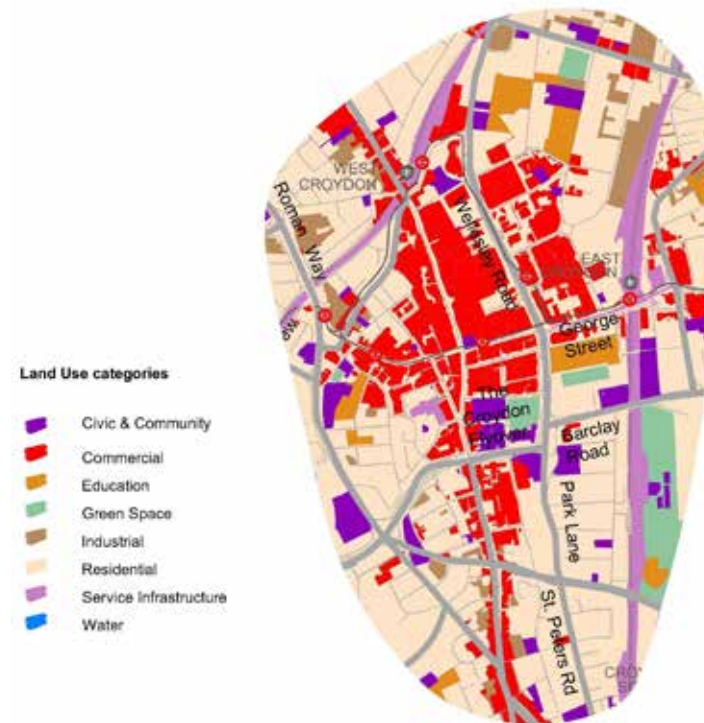 WEST
CROYDON
Roman Way
Wellesley Road
EAST
CROYDON
George
Street
The
Croydon
Flyover
Barclay
Road
Park Lane
St. Peters Rd
Land Use categories
Civic & Community
Commercial
Education
Green Space
Industrial
Residential
Service Infrastructure
Water